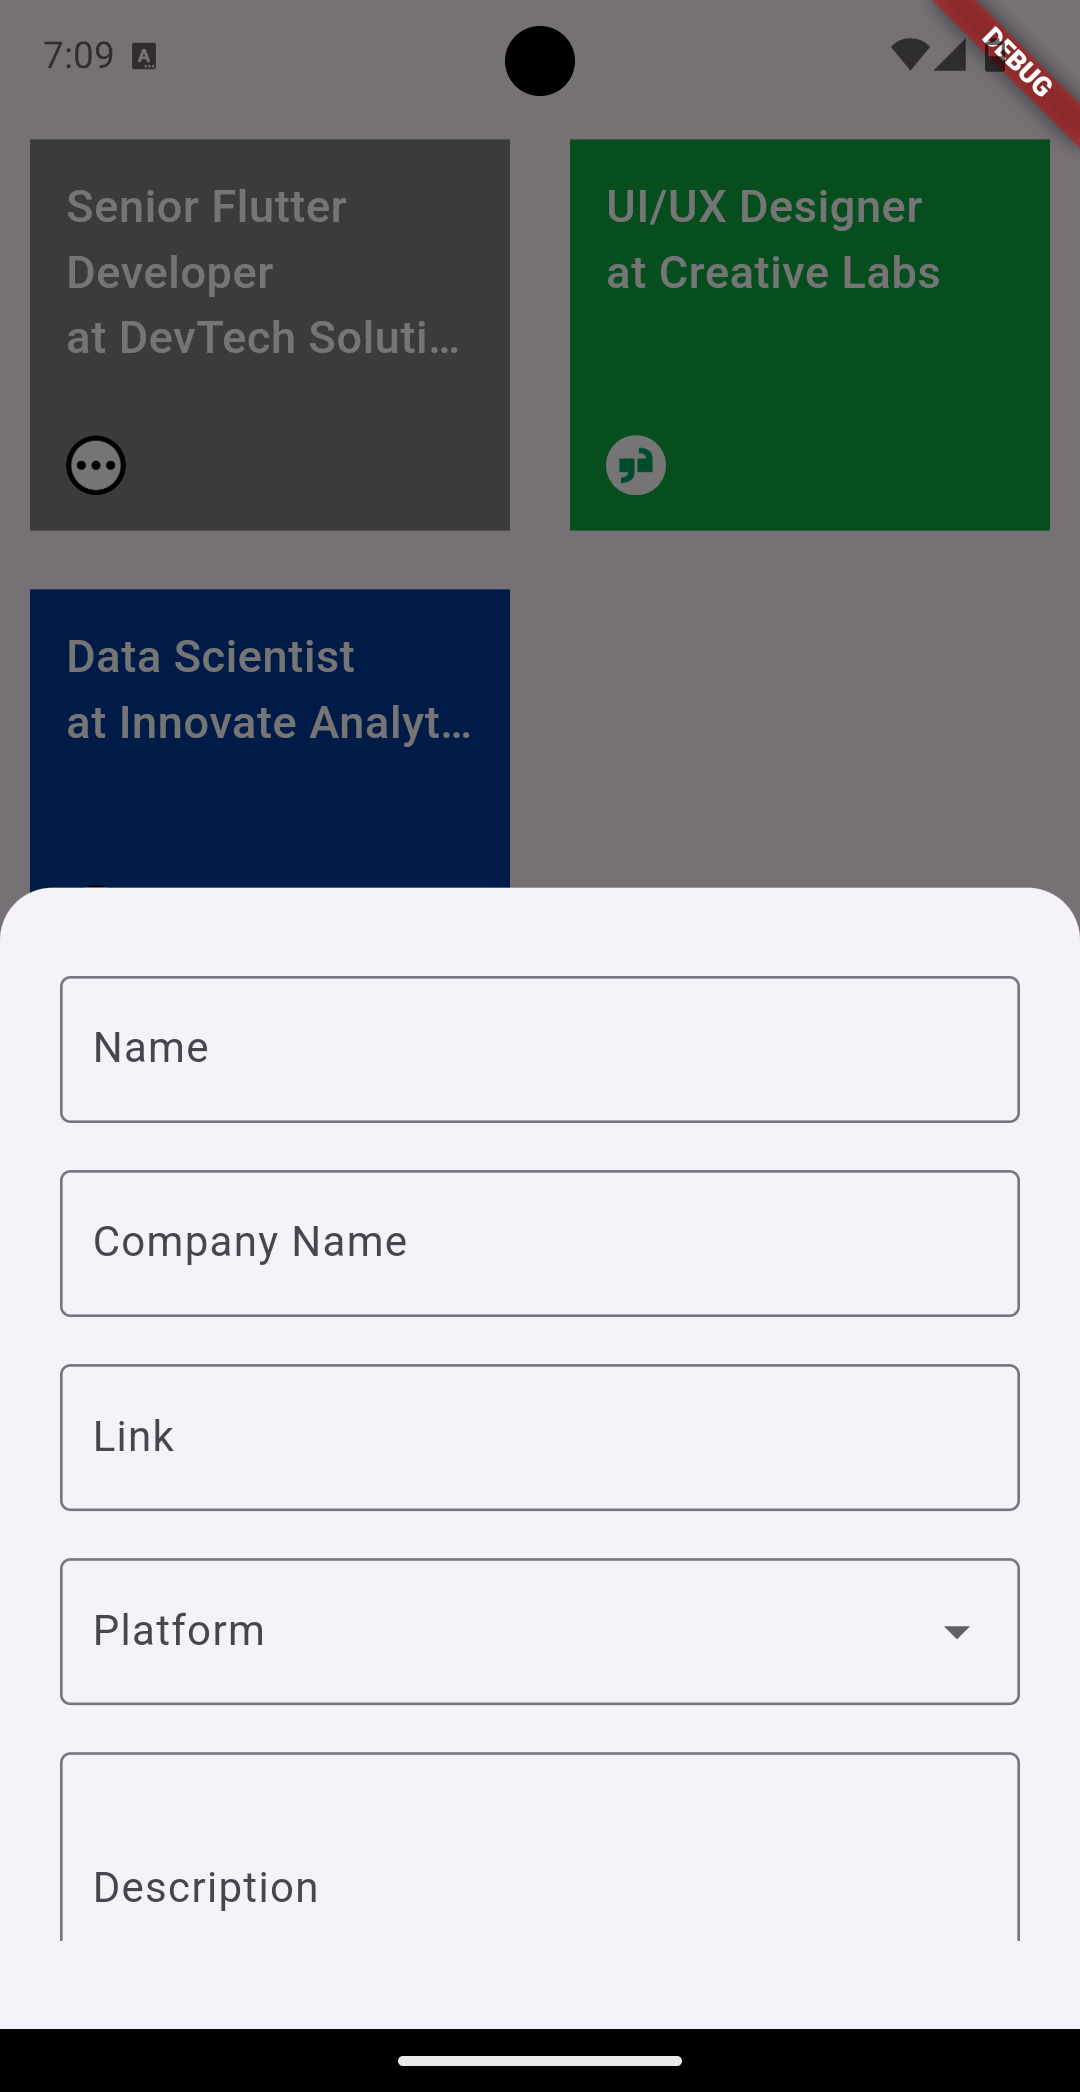 7:09
DEBUG
Senior Flutter
Developer
at DevTech Soluti…
UI/UX Designer
at Creative Labs
Data Scientist
at Innovate Analyt…
Name
Company Name
Link
Platform
Description